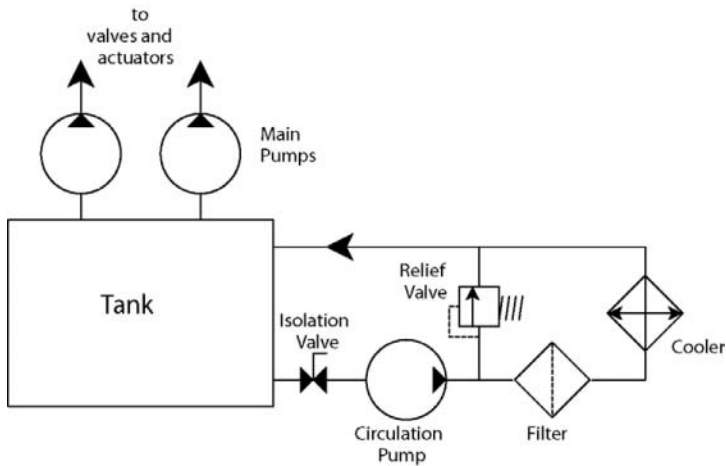 to
valves and
actuators
Main
Pumps
Tank
Isolation
Valve
Relief
Valve
Cooler
Circulation
Pump
Filter